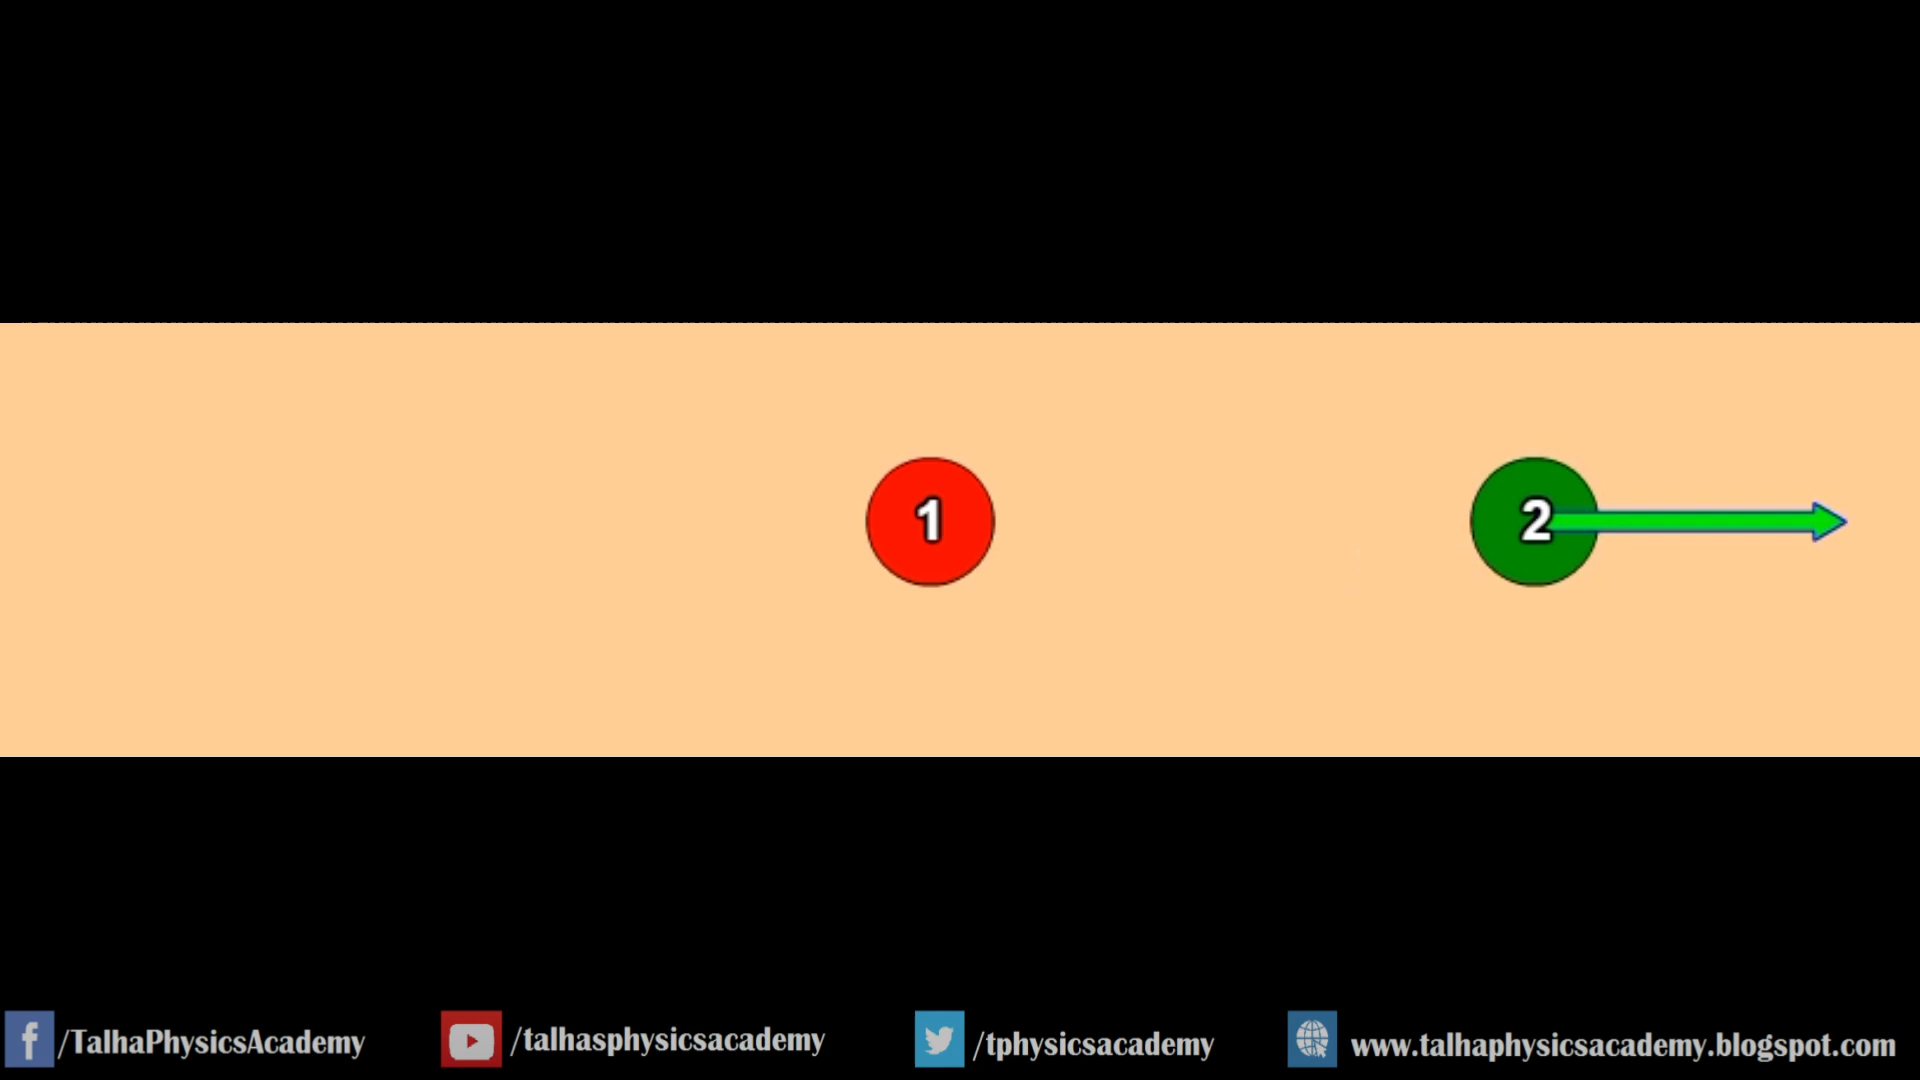 1
2
/TalhaPhysicsAcademy
/talhasphysicsacademy
/tphysicsacademy
www.talhaphysicsacademy.blogspot.com